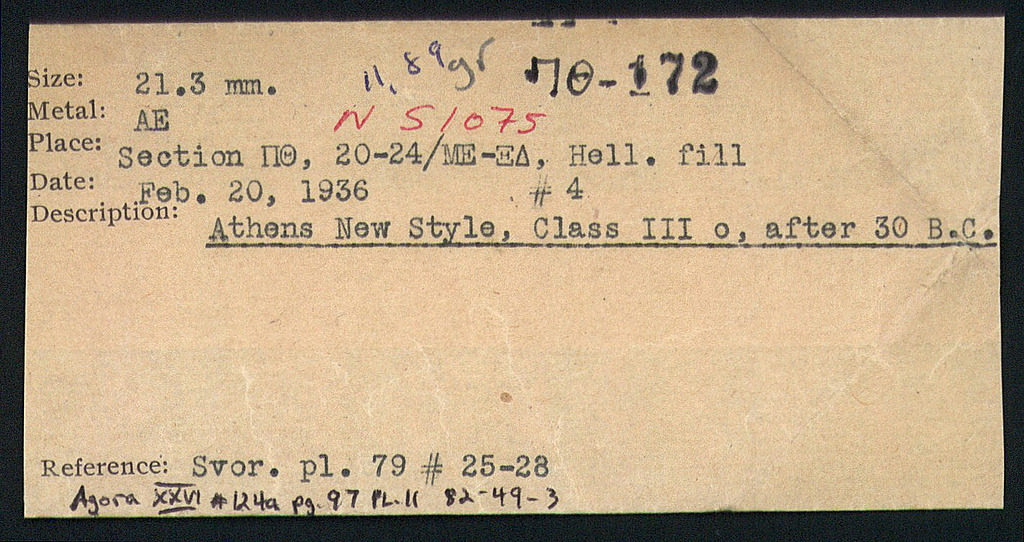 Size: 21.3 mm. 11,89gr ΠΘ-172
Metal: AE N 51075
Place: Section ΠΘ, 20-24/ΜΕ-ΞΔ, Hell. fill
Date: Feb. 20, 1936 # 4
Description: Athens New Style, Class III o, after 30 B.C.
Reference: Svor. pl. 79 # 25-28
Agora XXVI #124a pg.97 PL.11 82-49-3